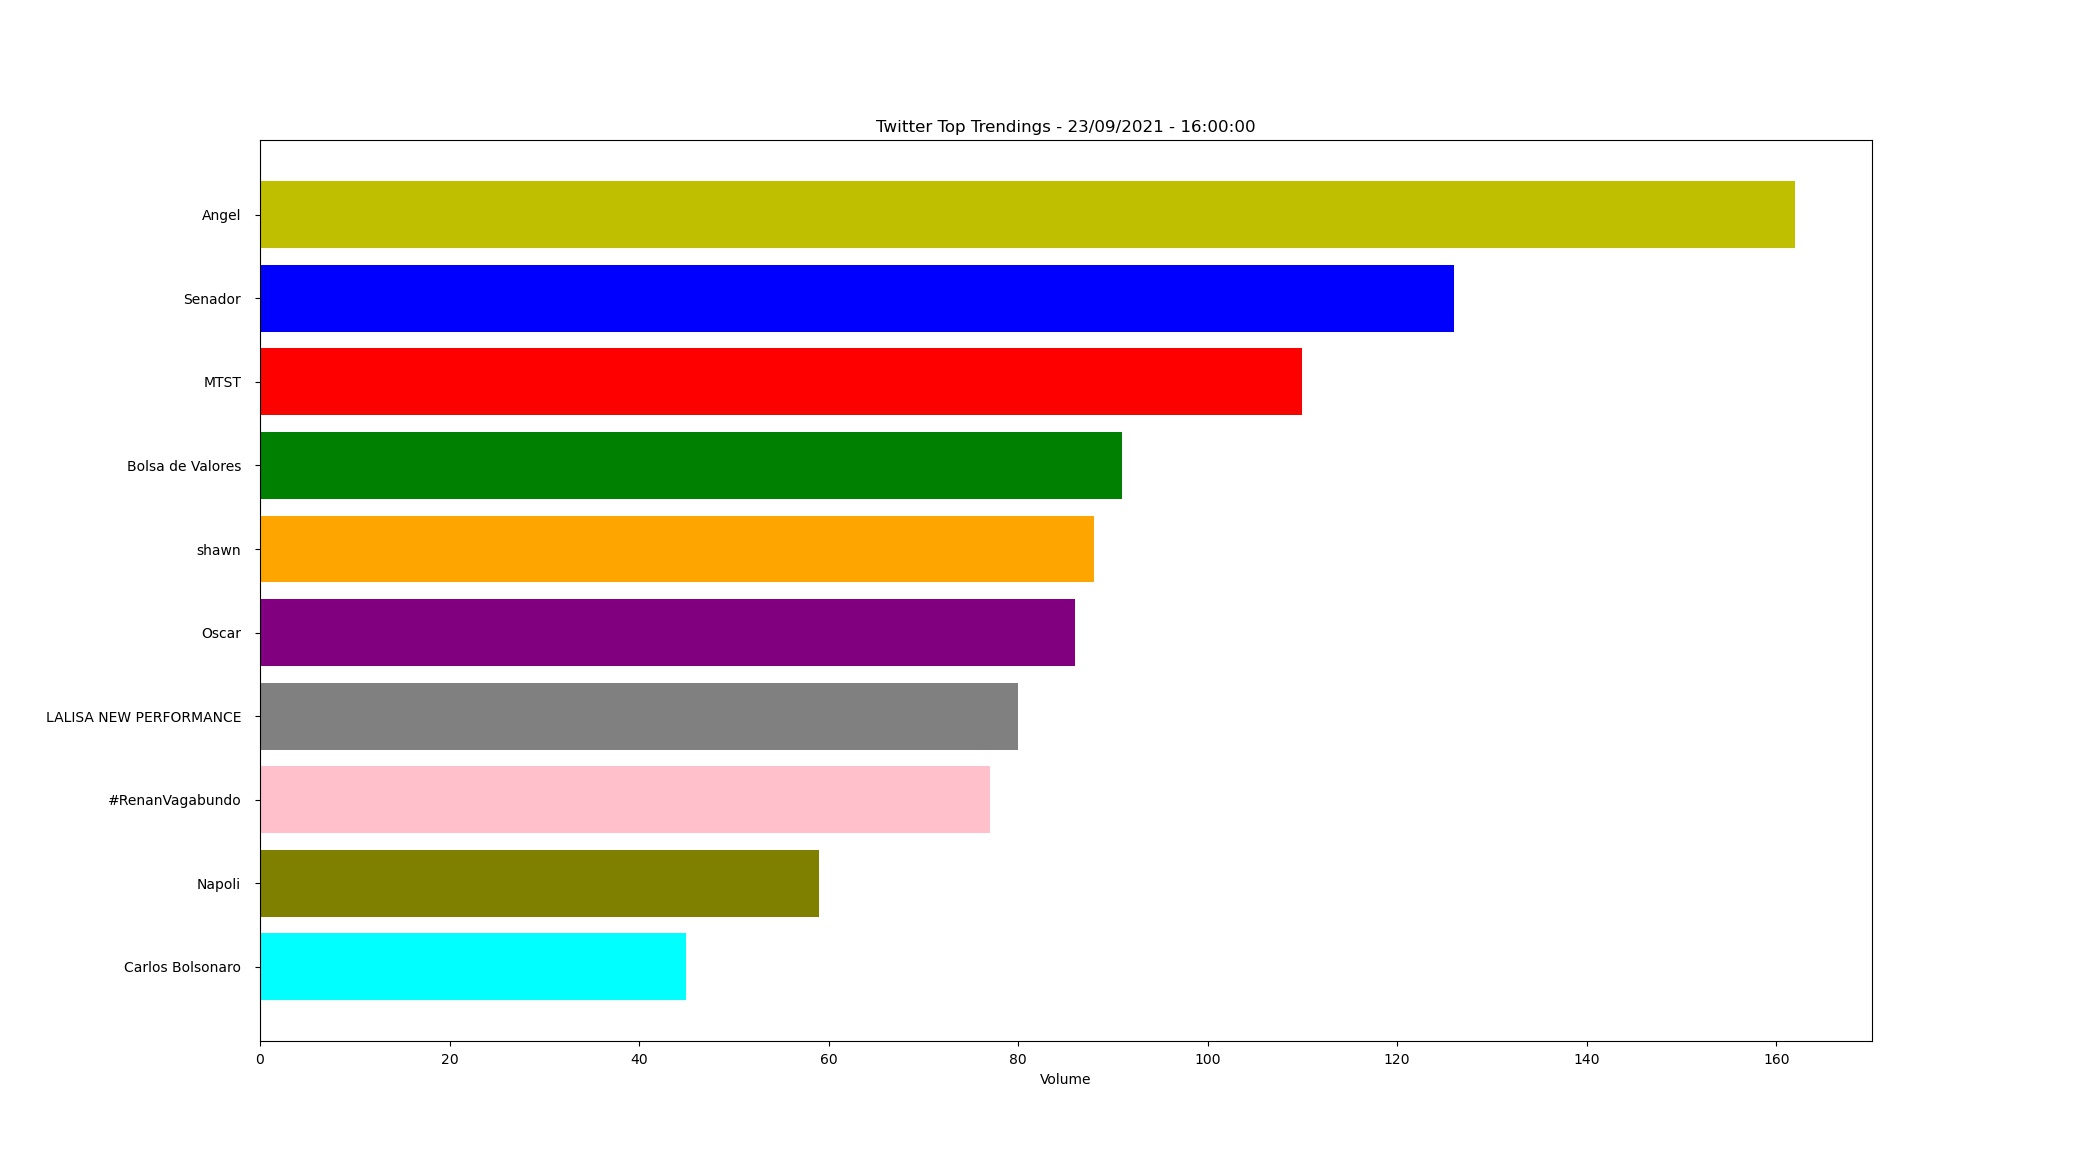 Twitter Top Trendings - 23/09/2021 - 16:00:00
Angel
Senador
MTST
Bolsa de Valores
shawn
Oscar
LALISA NEW PERFORMANCE
#RenanVagabundo
Napoli
Carlos Bolsonaro
0 20 40 60 80 100 120 140 160
Volume